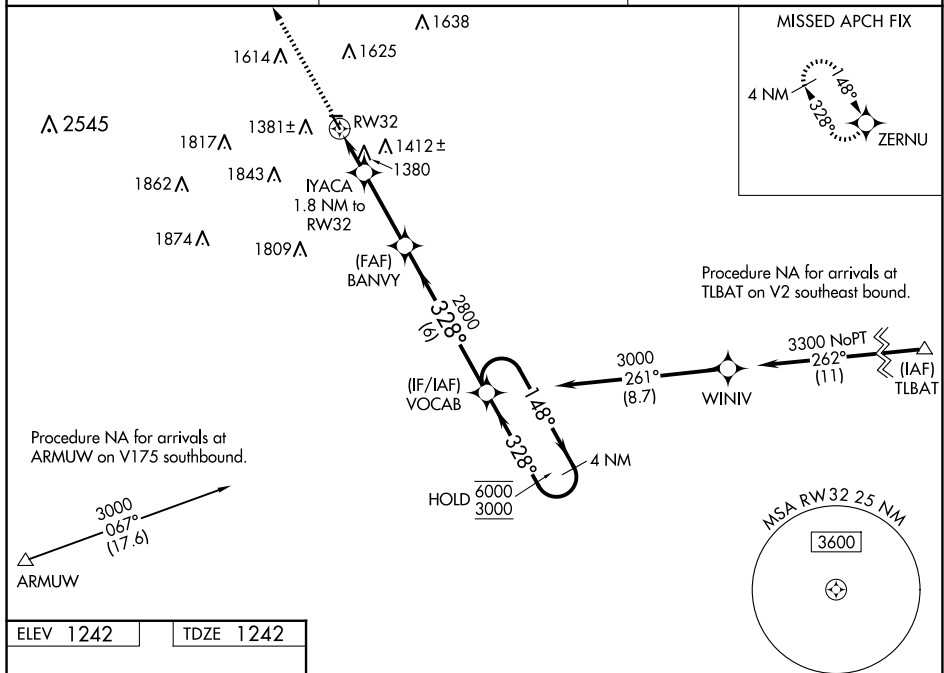 1638
1614
1625
2545
1381±
RW32
1817
1412±
1380
1862
1843
IYACA
1.8 NM to
RW32
1874
1809
(FAF)
BANVY
2800
328°
(6)
MISSED APCH FIX
4 NM
148°
328°
ZERNU
Procedure NA for arrivals at
TLBAT on V2 southeast bound.
3300 NoPT
262°
(11)
(IAF)
TLBAT
3000
261°
(8.7)
WINIV
(IF/IAF)
VOCAB
148°
328°
4 NM
HOLD 6000
3000
Procedure NA for arrivals at
ARMUW on V175 southbound.
3000
067°
(17.6)
ARMUW
MSA RW32 25 NM
3600
ELEV 1242
TDZE 1242